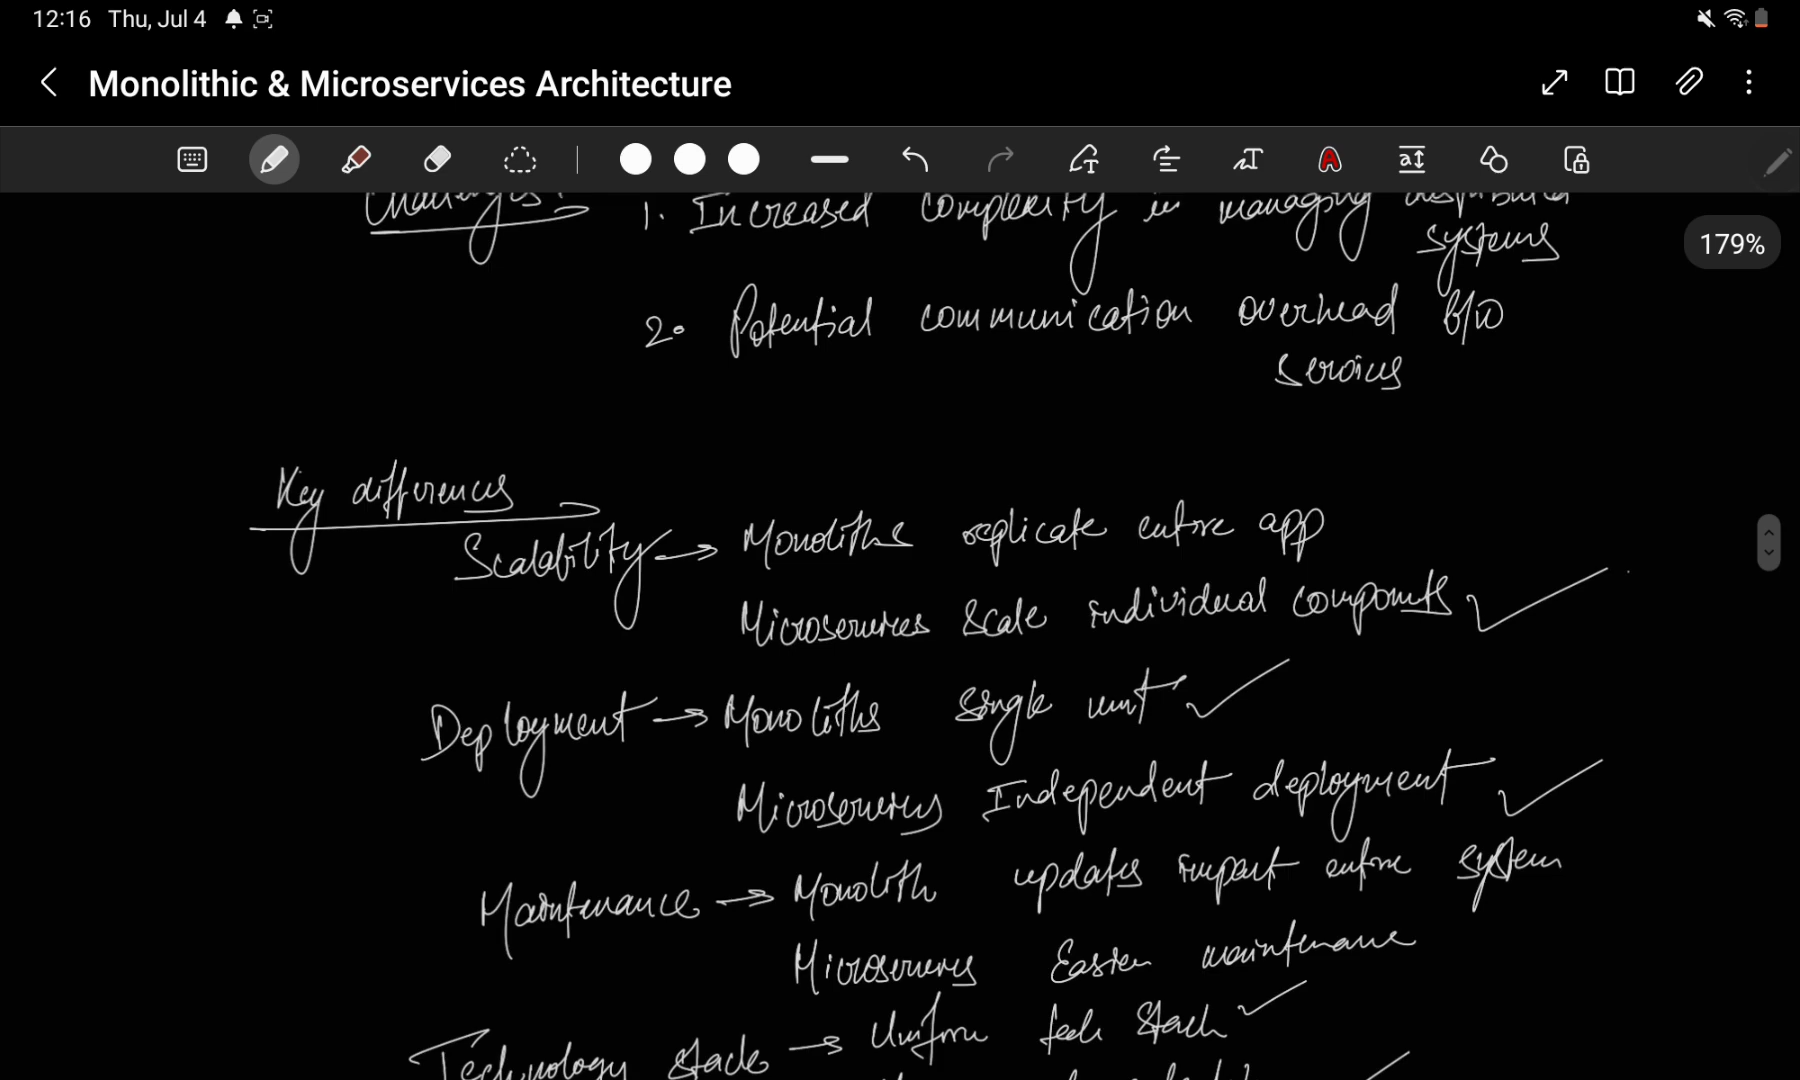 12:16 Thu, Jul 4
Monolithic & Microservices Architecture
179%
Challenges: 1. Increased complexity in managing distributed
systems
2. Potential communication overhead b/w
services
Key differences
Scalability → Monoliths replicate entire app
Microservices scale individual components ✓
Deployment → Monoliths single unit ✓
Microservices Independent deployment ✓
Maintenance → Monolith updates impact entire system
Microservices Easier maintenance
Technology stack → Uniform tech stack ✓